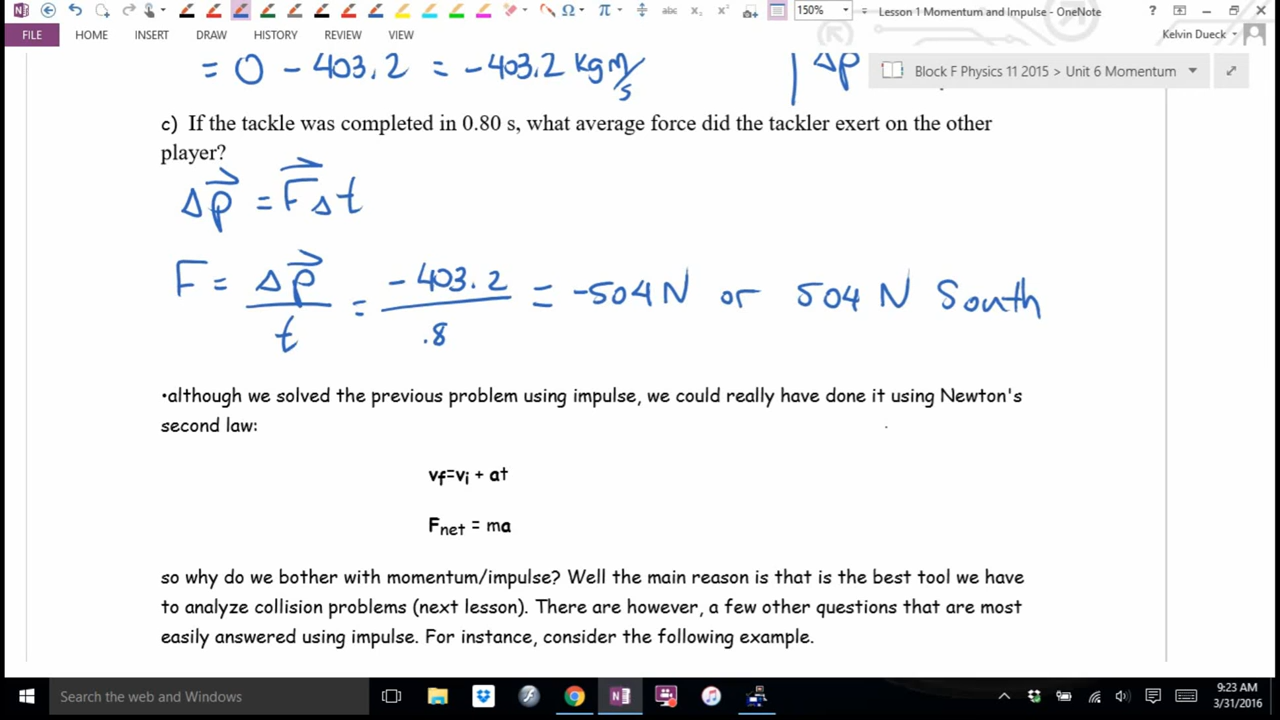 150%
Lesson 1 Momentum and Impulse - OneNote
FILE HOME INSERT DRAW HISTORY REVIEW VIEW
Kelvin Dueck
Block F Physics 11 2015 > Unit 6 Momentum
= 0 - 403.2 = -403.2 kg m/s
Δp
c) If the tackle was completed in 0.80 s, what average force did the tackler exert on the other
player?
Δp = FΔt
F = Δp/t = -403.2/.8 = -504 N or 504 N South
•although we solved the previous problem using impulse, we could really have done it using Newton's
second law:
vf=vi + at
Fnet = ma
so why do we bother with momentum/impulse? Well the main reason is that is the best tool we have
to analyze collision problems (next lesson). There are however, a few other questions that are most
easily answered using impulse. For instance, consider the following example.
Search the web and Windows
9:23 AM
3/31/2016